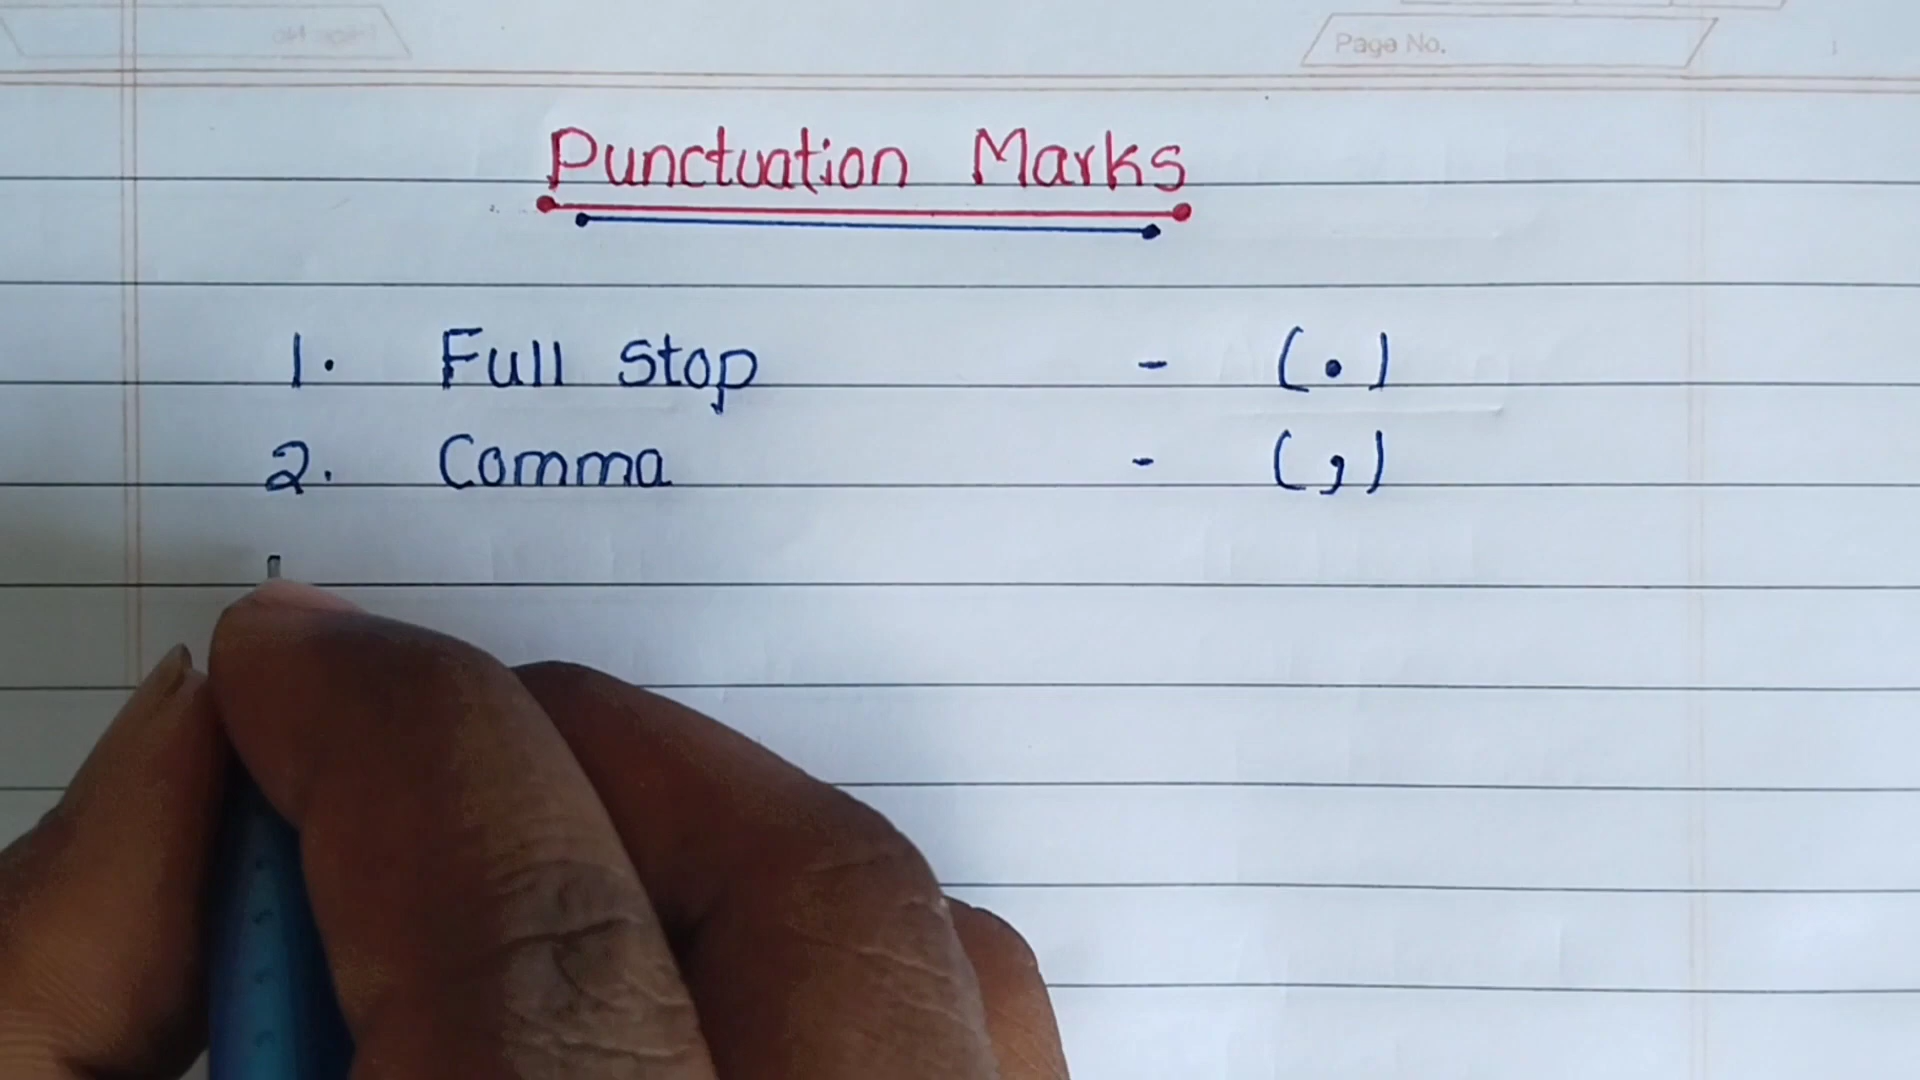 Page No.
Punctuation Marks
1. Full Stop - (.)
2. Comma - (,)